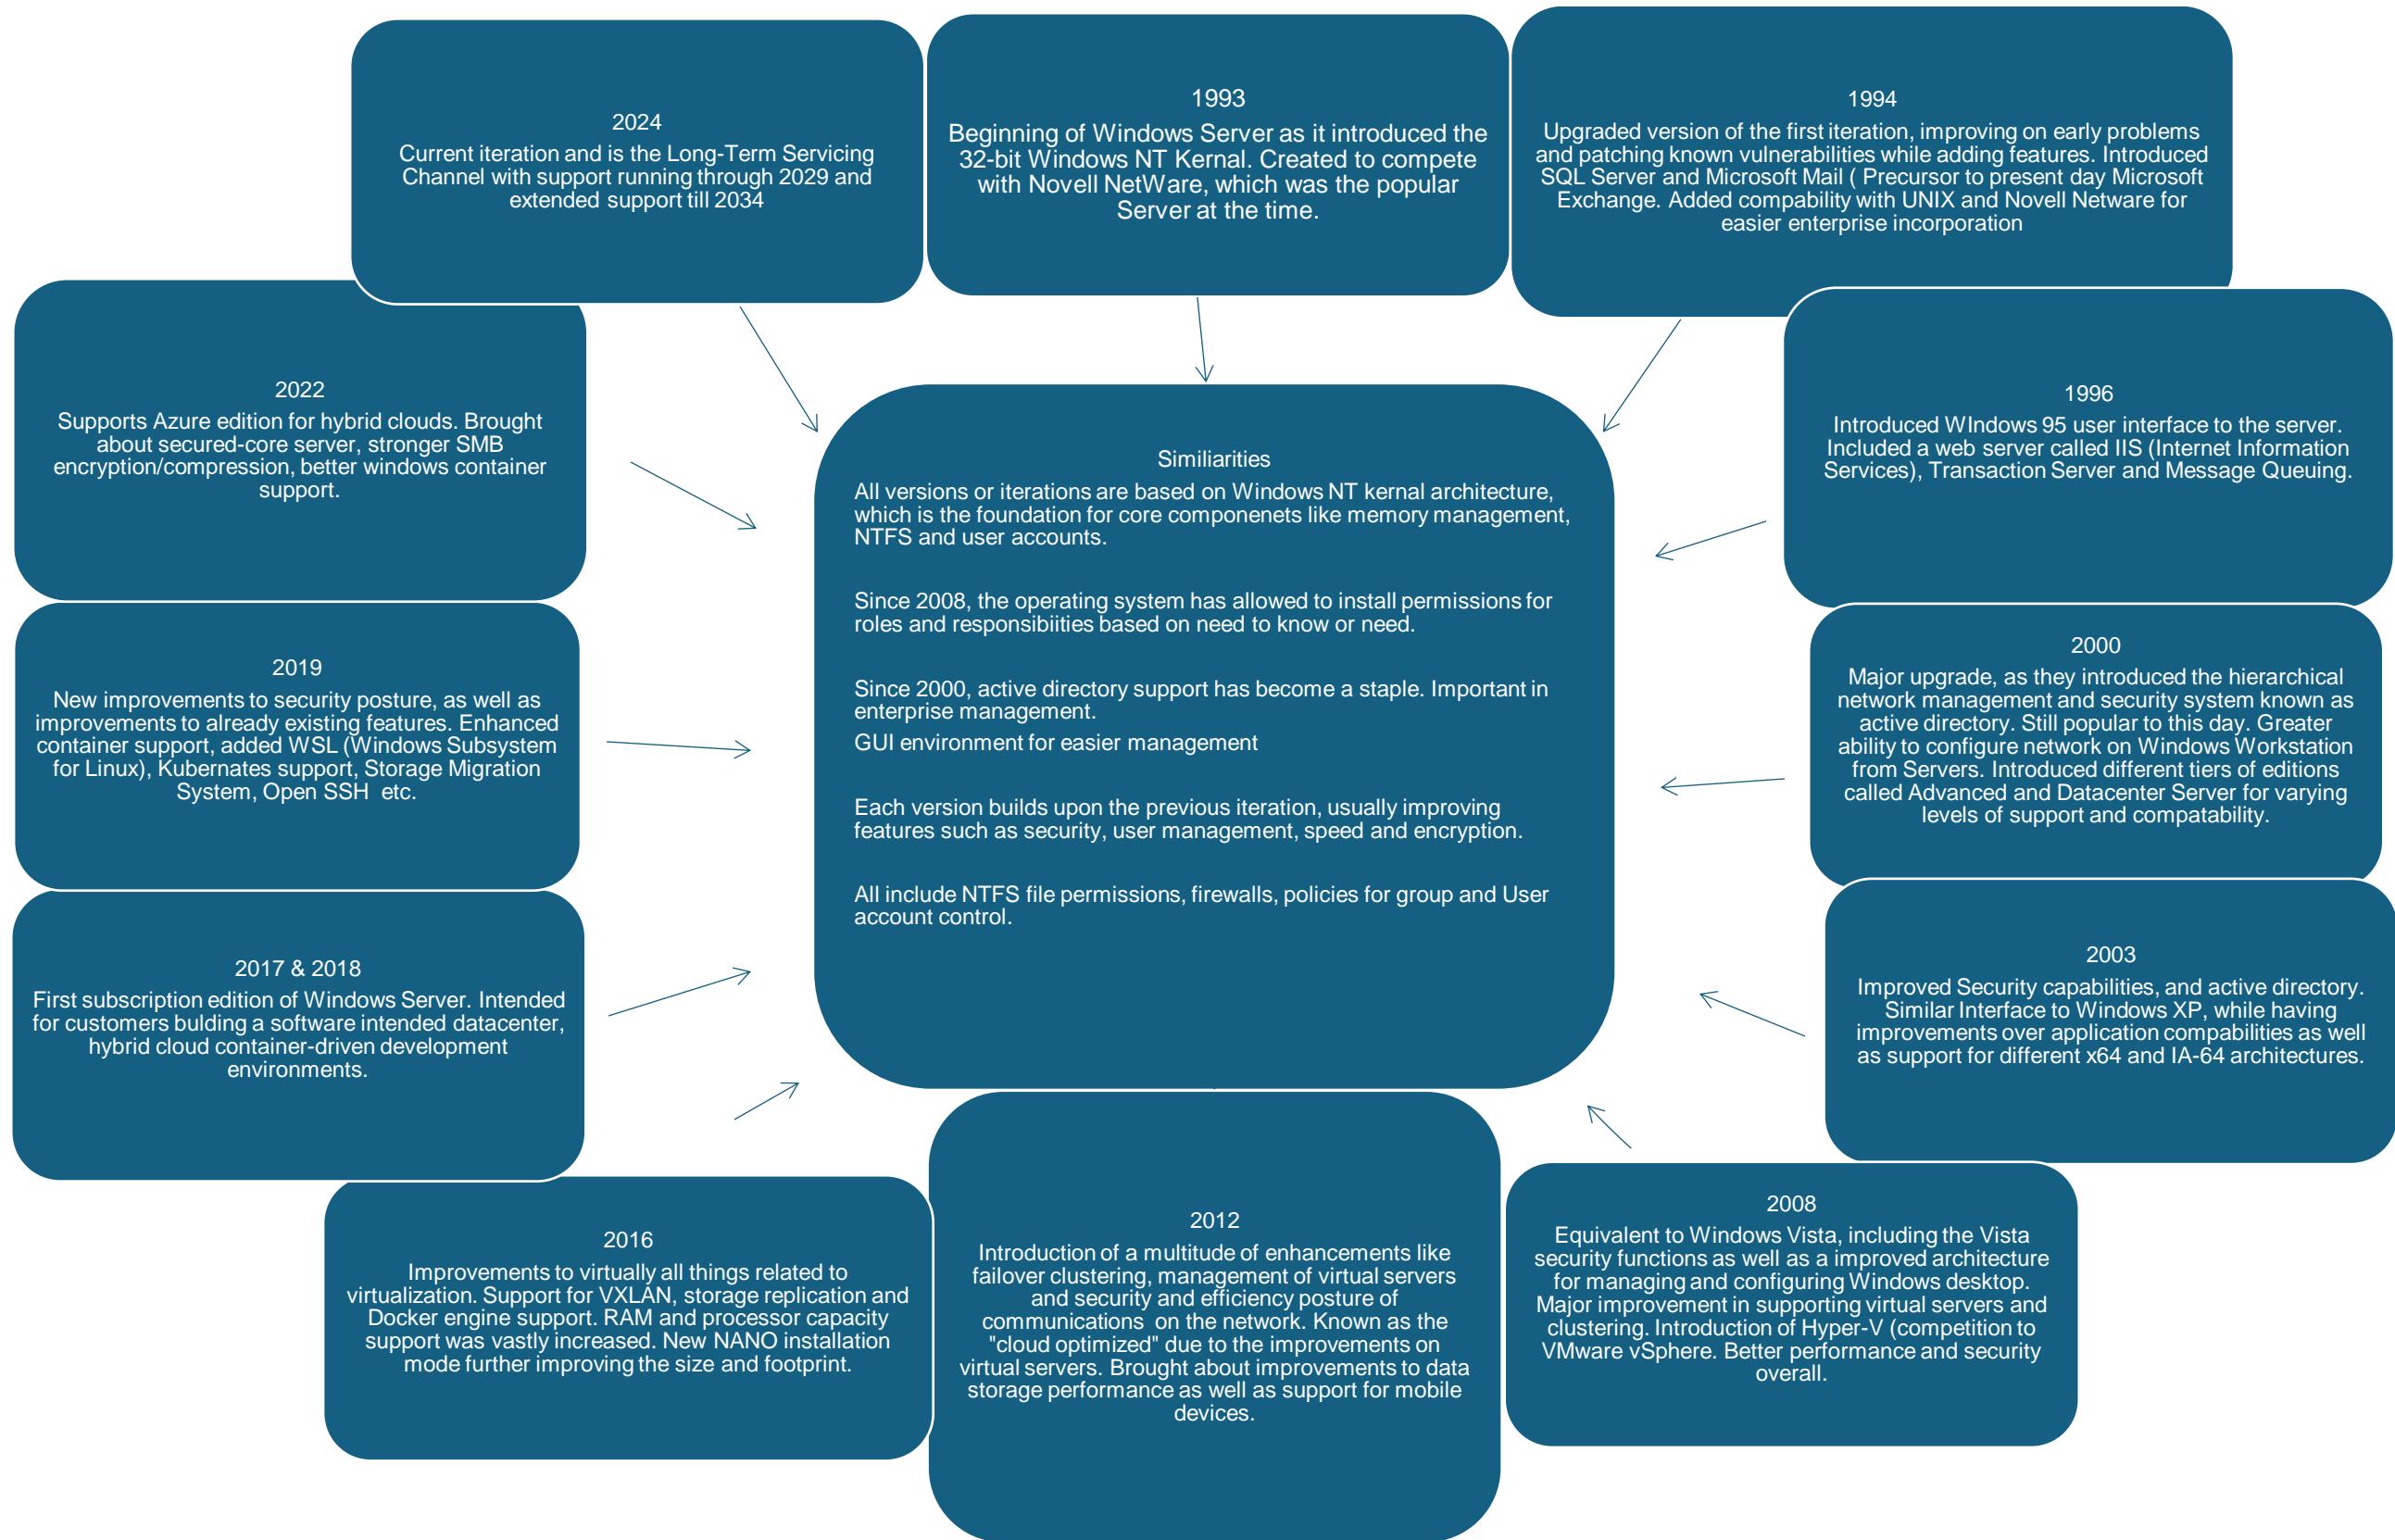 1993
Beginning of Windows Server as it introduced the
32-bit Windows NT Kernal. Created to compete
with Novell NetWare, which was the popular
Server at the time.
1994
Upgraded version of the first iteration, improving on early problems
and patching known vulnerabilities while adding features. Introduced
SQL Server and Microsoft Mail ( Precursor to present day Microsoft
Exchange. Added compability with UNIX and Novell Netware for
easier enterprise incorporation
1996
Introduced WIndows 95 user interface to the server.
Included a web server called IIS (Internet Information
Services), Transaction Server and Message Queuing.
2000
Major upgrade, as they introduced the hierarchical
network management and security system known as
active directory. Still popular to this day. Greater
ability to configure network on Windows Workstation
from Servers. Introduced different tiers of editions
called Advanced and Datacenter Server for varying
levels of support and compatability.
2003
Improved Security capabilities, and active directory.
Similar Interface to Windows XP, while having
improvements over application compabilities as well
as support for different x64 and IA-64 architectures.
2008
Equivalent to Windows Vista, including the Vista
security functions as well as a improved architecture
for managing and configuring Windows desktop.
Major improvement in supporting virtual servers and
clustering. Introduction of Hyper-V (competition to
VMware vSphere. Better performance and security
overall.
2012
Introduction of a multitude of enhancements like
failover clustering, management of virtual servers
and security and efficiency posture of
communications on the network. Known as the
"cloud optimized" due to the improvements on
virtual servers. Brought about improvements to data
storage performance as well as support for mobile
devices.
2016
Improvements to virtually all things related to
virtualization. Support for VXLAN, storage replication and
Docker engine support. RAM and processor capacity
support was vastly increased. New NANO installation
mode further improving the size and footprint.
2017 & 2018
First subscription edition of Windows Server. Intended
for customers bulding a software intended datacenter,
hybrid cloud container-driven development
environments.
2019
New improvements to security posture, as well as
improvements to already existing features. Enhanced
container support, added WSL (Windows Subsystem
for Linux), Kubernates support, Storage Migration
System, Open SSH etc.
2022
Supports Azure edition for hybrid clouds. Brought
about secured-core server, stronger SMB
encryption/compression, better windows container
support.
2024
Current iteration and is the Long-Term Servicing
Channel with support running through 2029 and
extended support till 2034
Similiarities
All versions or iterations are based on Windows NT kernal architecture,
which is the foundation for core componenets like memory management,
NTFS and user accounts.
Since 2008, the operating system has allowed to install permissions for
roles and responsibiities based on need to know or need.
Since 2000, active directory support has become a staple. Important in
enterprise management.
GUI environment for easier management
Each version builds upon the previous iteration, usually improving
features such as security, user management, speed and encryption.
All include NTFS file permissions, firewalls, policies for group and User
account control.